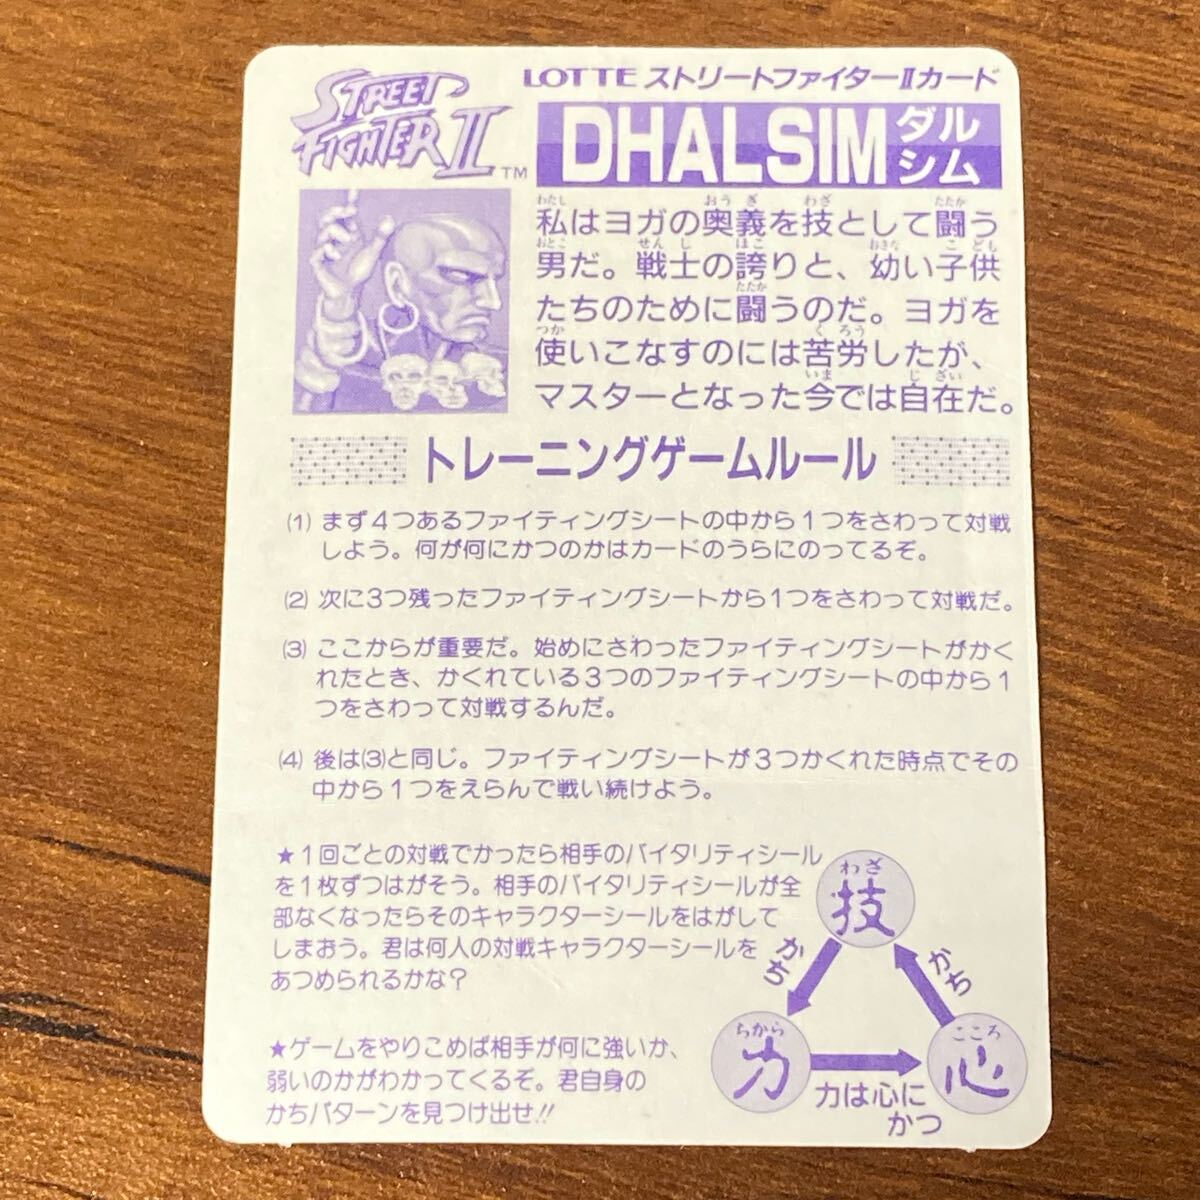 STREET
FIGHTER II TM
LOTTE ストリートファイターIIカード
DHALSIM ダルシム
私はヨガの奥義を技として闘う
男だ。戦士の誇りと、幼い子供
たちのために闘うのだ。ヨガを
使いこなすのには苦労したが、
マスターとなった今では自在だ。
トレーニングゲームルール
(1) まず4つあるファイティングシートの中から1つをさわって対戦
しよう。何が何にかつのかはカードのうらにのってるぞ。
(2) 次に3つ残ったファイティングシートから1つをさわって対戦だ。
(3) ここからが重要だ。始めにさわったファイティングシートがかく
れたとき、かくれている3つのファイティングシートの中から1
つをさわって対戦するんだ。
(4) 後は(3)と同じ。ファイティングシートが3つかくれた時点でその
中から1つをえらんで戦い続けよう。
★1回ごとの対戦でかったら相手のバイタリティシール
を1枚ずつはがそう。相手のバイタリティシールが全
部なくなったらそのキャラクターシールをはがして
しまおう。君は何人の対戦キャラクターシールを
あつめられるかな?
★ゲームをやりこめば相手が何に強いか、
弱いのかがわかってくるぞ。君自身の
かちパターンを見つけ出せ!!
わざ
技
かち
かち
ちから
力
こころ
心
力は心に
かつ